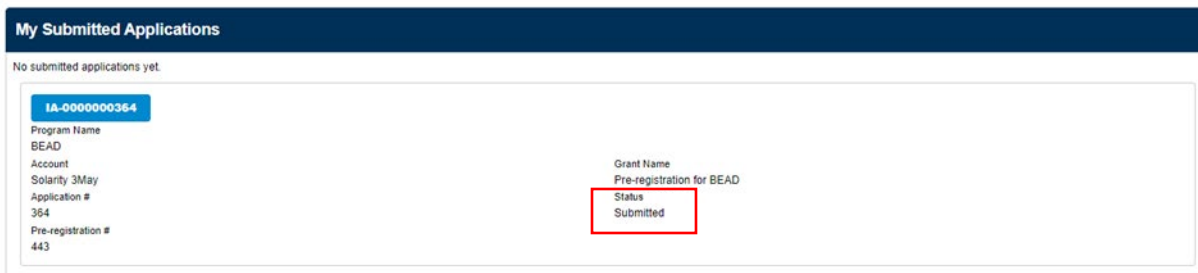 My Submitted Applications
No submitted applications yet.
IA-0000000364
Program Name
BEAD
Account
Solarity 3May
Application #
364
Pre-registration #
443
Grant Name
Pre-registration for BEAD
Status
Submitted